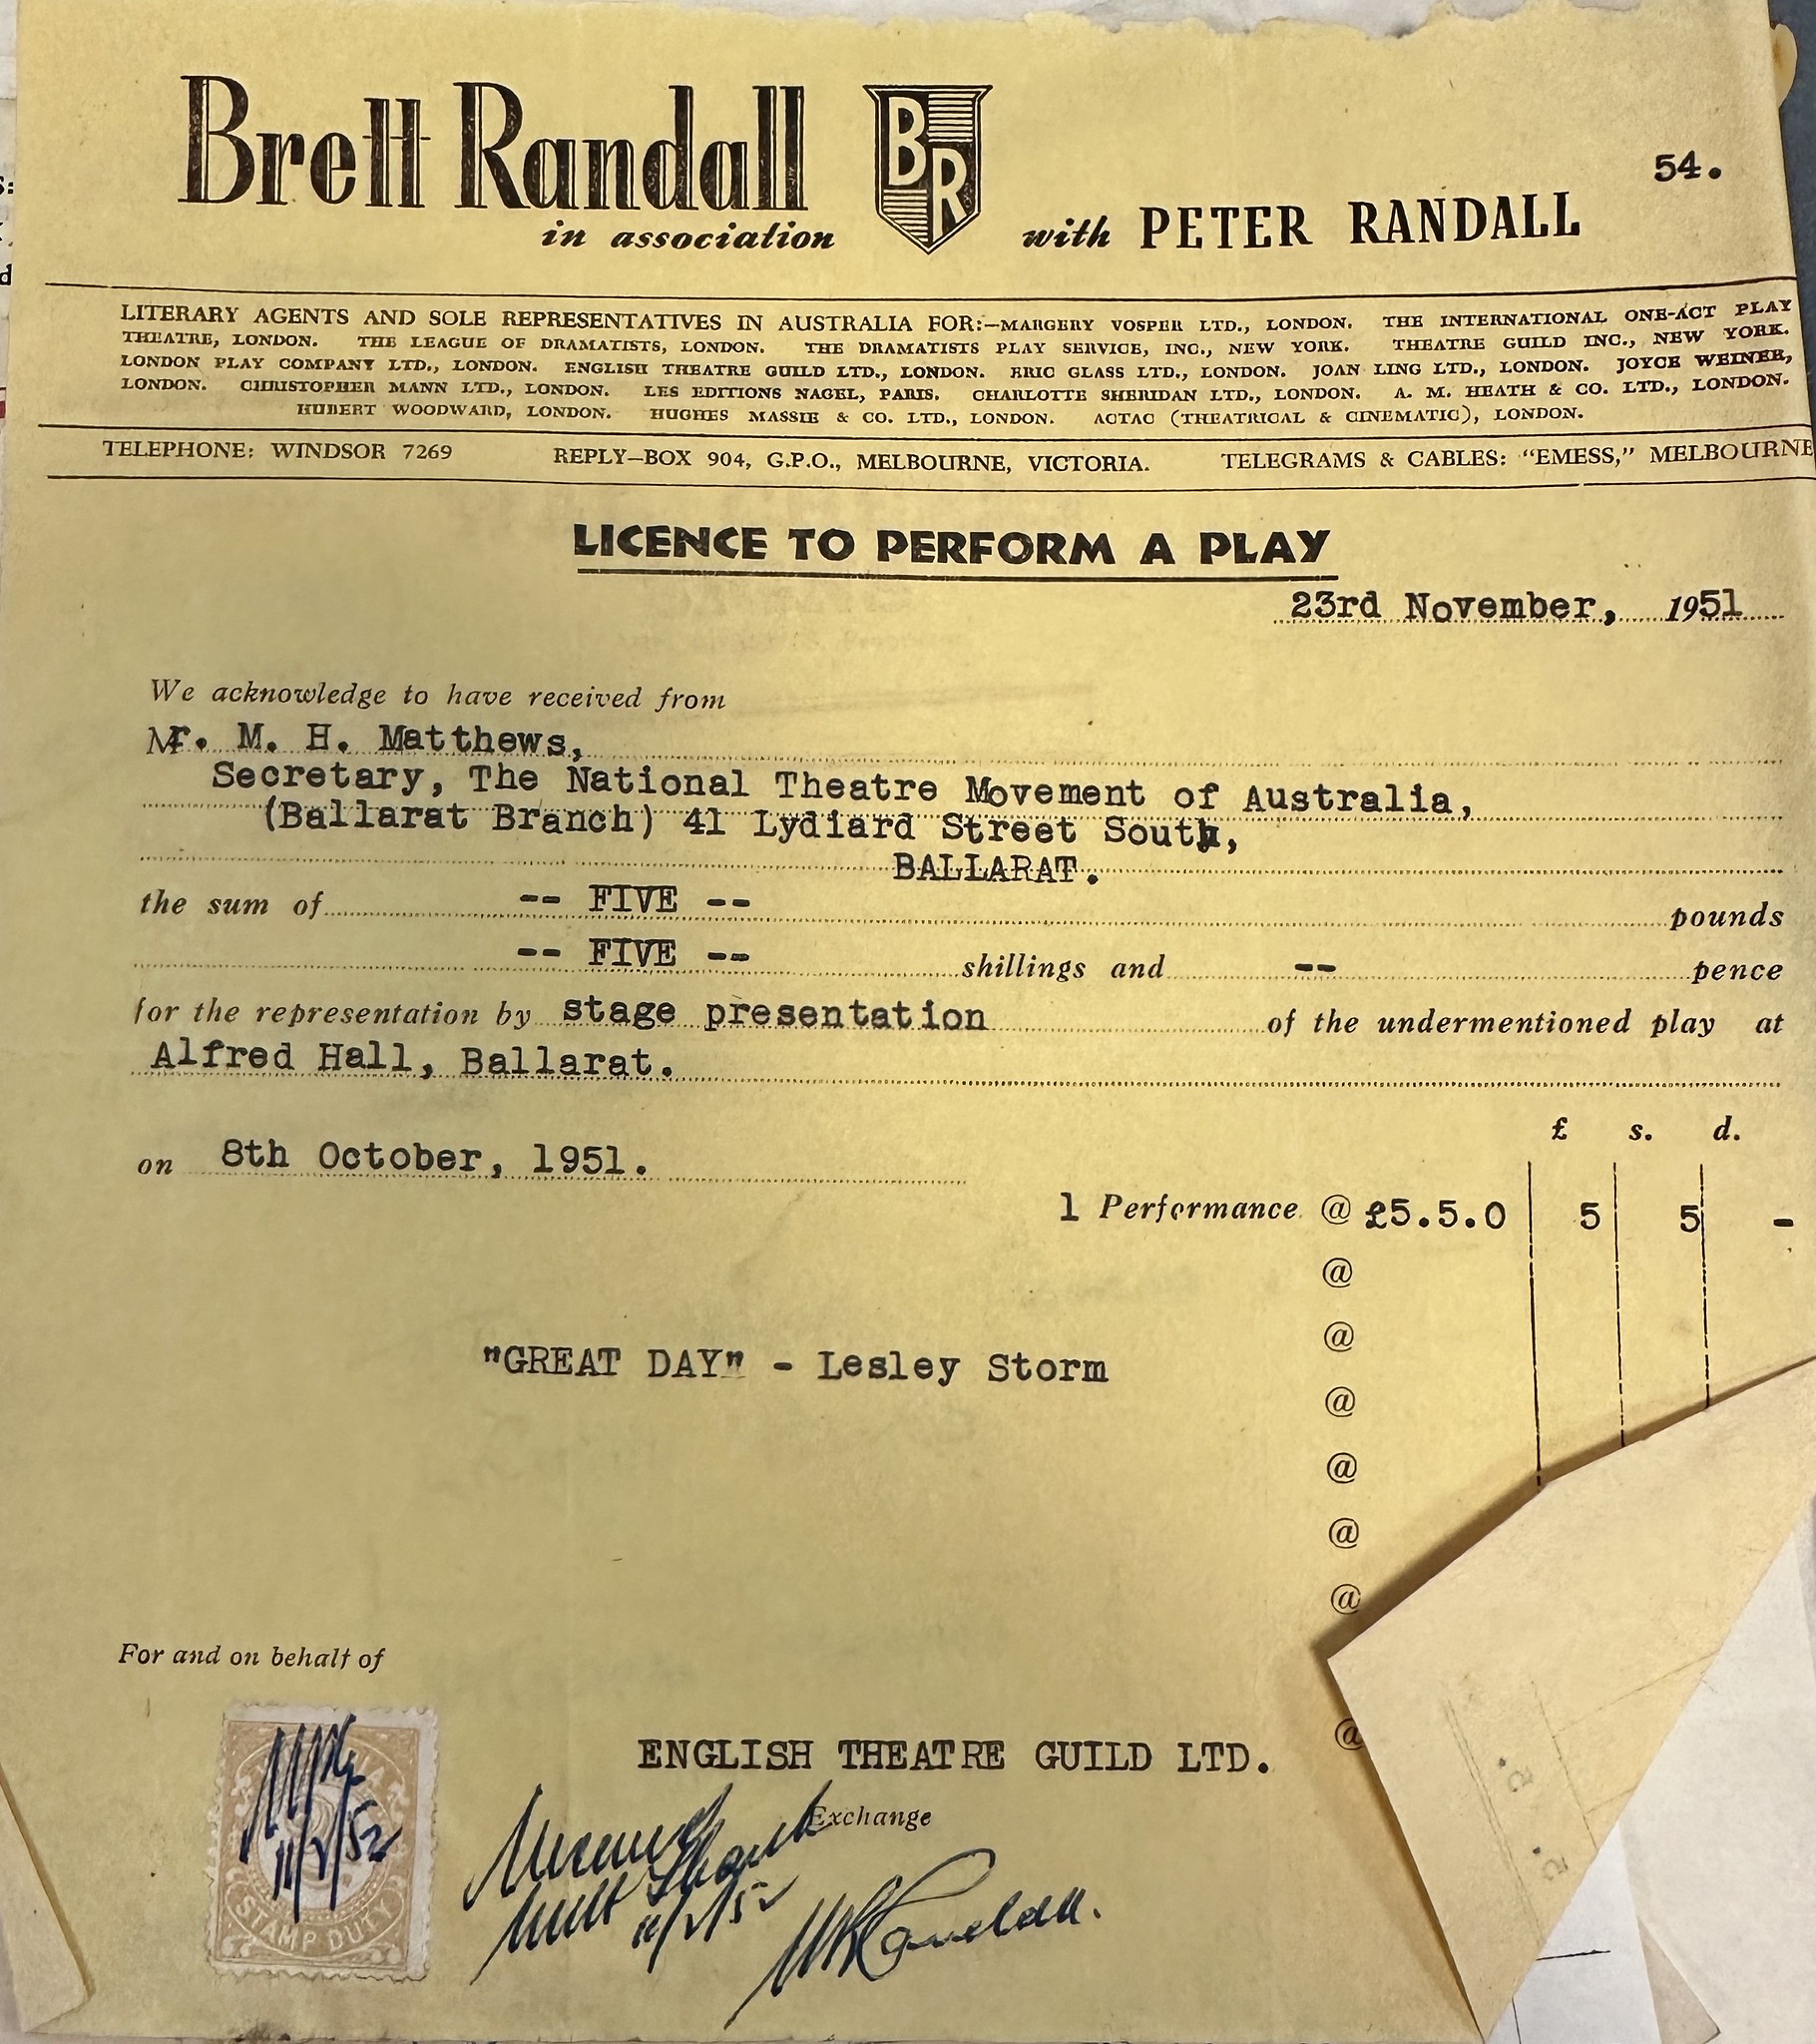 Brett Randall BR 54.
in association with PETER RANDALL
LITERARY AGENTS AND SOLE REPRESENTATIVES IN AUSTRALIA FOR:—MARGERY VOSPER LTD., LONDON. THE INTERNATIONAL ONE-ACT PLAY
THEATRE, LONDON. THE LEAGUE OF DRAMATISTS, LONDON. THE DRAMATISTS PLAY SERVICE, INC., NEW YORK. THEATRE GUILD INC., NEW YORK.
LONDON PLAY COMPANY LTD., LONDON. ENGLISH THEATRE GUILD LTD., LONDON. ERIC GLASS LTD., LONDON. JOAN LING LTD., LONDON. JOYCE WEINER,
LONDON. CHRISTOPHER MANN LTD., LONDON. LES EDITIONS NAGEL, PARIS. CHARLOTTE SHERIDAN LTD., LONDON. A. M. HEATH & CO. LTD., LONDON.
HUBERT WOODWARD, LONDON. HUGHES MASSIE & CO. LTD., LONDON. ACTAC (THEATRICAL & CINEMATIC), LONDON.
TELEPHONE: WINDSOR 7269 REPLY—BOX 904, G.P.O., MELBOURNE, VICTORIA. TELEGRAMS & CABLES: "EMESS," MELBOURNE
LICENCE TO PERFORM A PLAY
23rd November, 1951
We acknowledge to have received from
Mr. M. H. Matthews,
Secretary, The National Theatre Movement of Australia,
(Ballarat Branch) 41 Lydiard Street South,
BALLARAT.
the sum of -- FIVE -- pounds
-- FIVE -- shillings and -- pence
for the representation by stage presentation of the undermentioned play at
Alfred Hall, Ballarat.
£ s. d.
on 8th October, 1951.
1 Performance @ £5.5.0 5 5 -
@
@
"GREAT DAY" - Lesley Storm
@
@
@
@
For and on behalf of
@
ENGLISH THEATRE GUILD LTD.
Exchange
11/2/52
11/2/52
STAMP DUTY